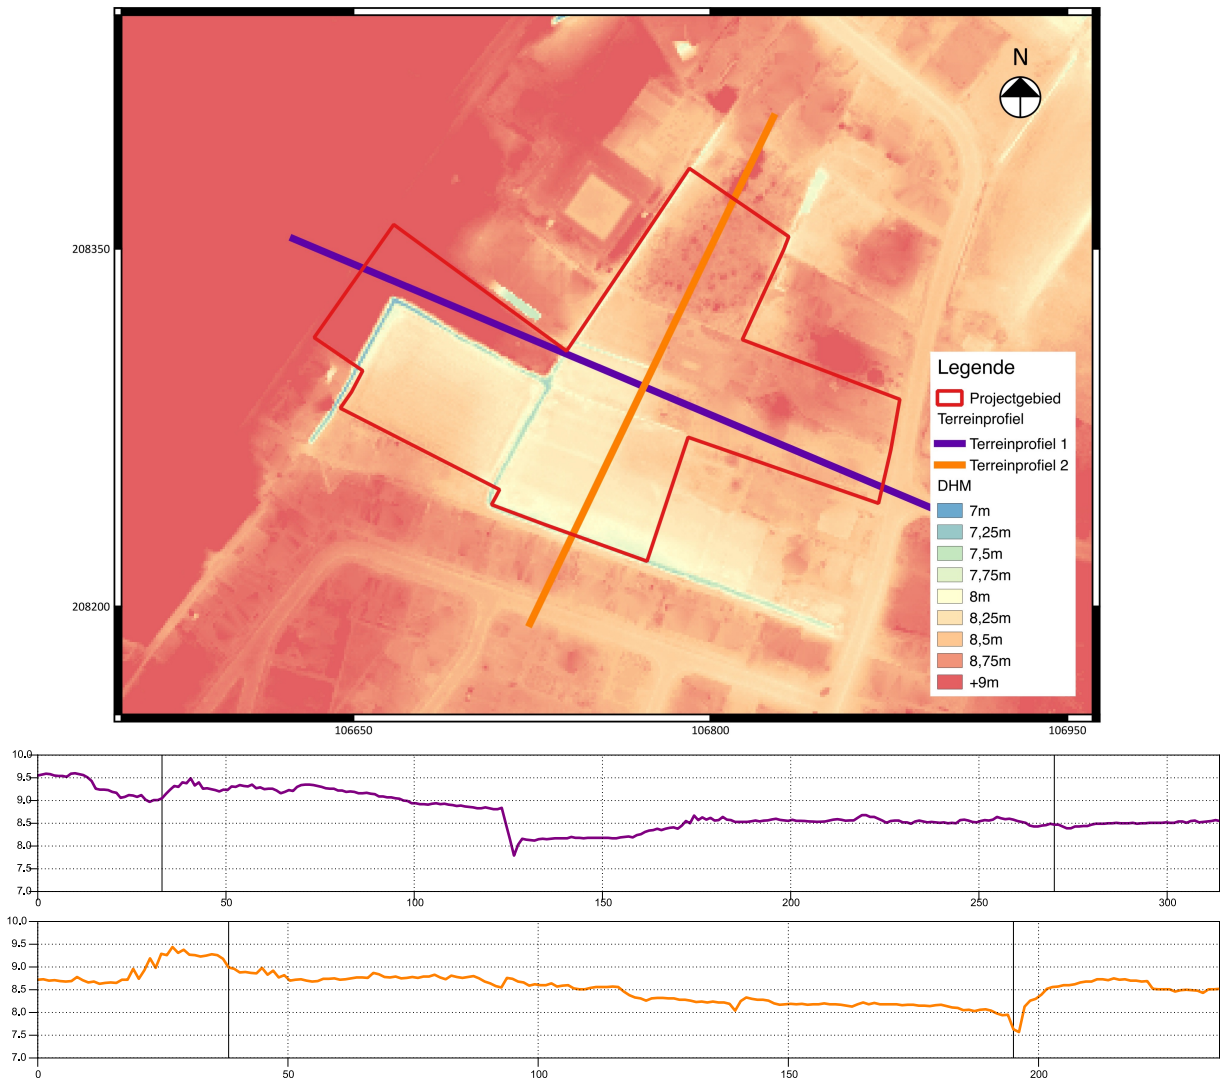 N
208350
208200
106650 106800 106950
Legende
Projectgebied
Terreinprofiel
Terreinprofiel 1
Terreinprofiel 2
DHM
7m
7,25m
7,5m
7,75m
8m
8,25m
8,5m
8,75m
+9m
10.0
9.5
9.0
8.5
8.0
7.5
7.0
0 50 100 150 200 250 300
10.0
9.5
9.0
8.5
8.0
7.5
7.0
0 50 100 150 200